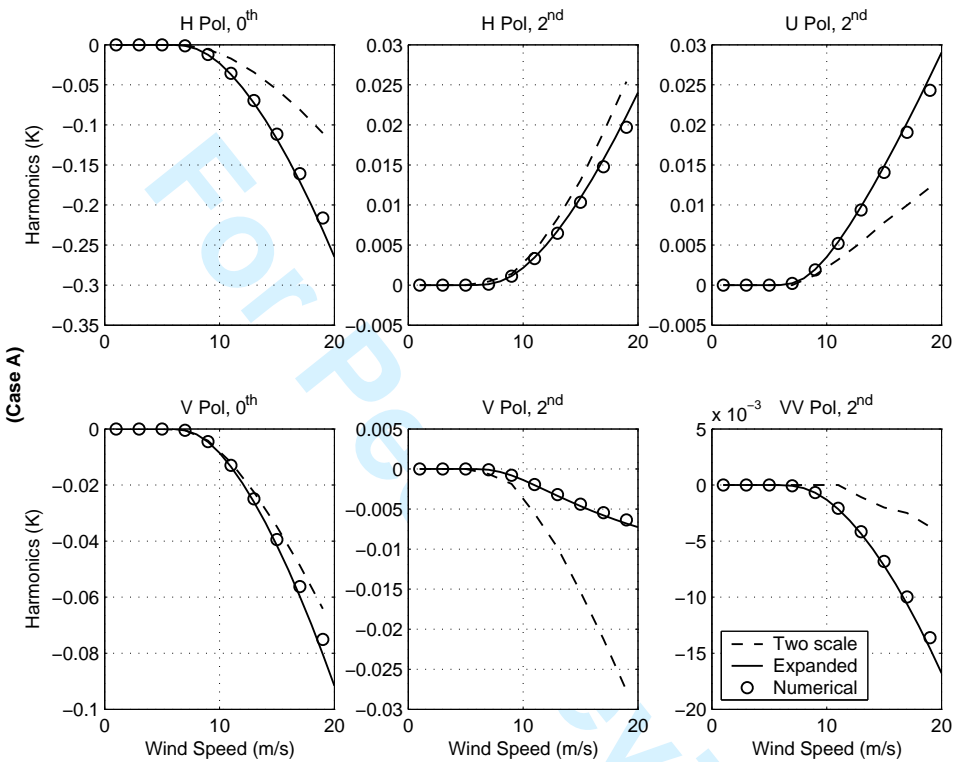 H Pol, 0th
H Pol, 2nd
U Pol, 2nd
0
−0.05
−0.1
−0.15
−0.2
−0.25
−0.3
−0.35
0 10 20
Harmonics (K)
0.03
0.025
0.02
0.015
0.01
0.005
0
−0.005
0 10 20
0.03
0.025
0.02
0.015
0.01
0.005
0
−0.005
0 10 20
(Case A)
V Pol, 0th
V Pol, 2nd
VV Pol, 2nd
0
−0.02
−0.04
−0.06
−0.08
−0.1
0 10 20
Harmonics (K)
Wind Speed (m/s)
0.005
0
−0.005
−0.01
−0.015
−0.02
−0.025
−0.03
0 10 20
Wind Speed (m/s)
x 10−3
5
0
−5
−10
−15
−20
0 10 20
Wind Speed (m/s)
Two scale
Expanded
Numerical
For Pee
ev